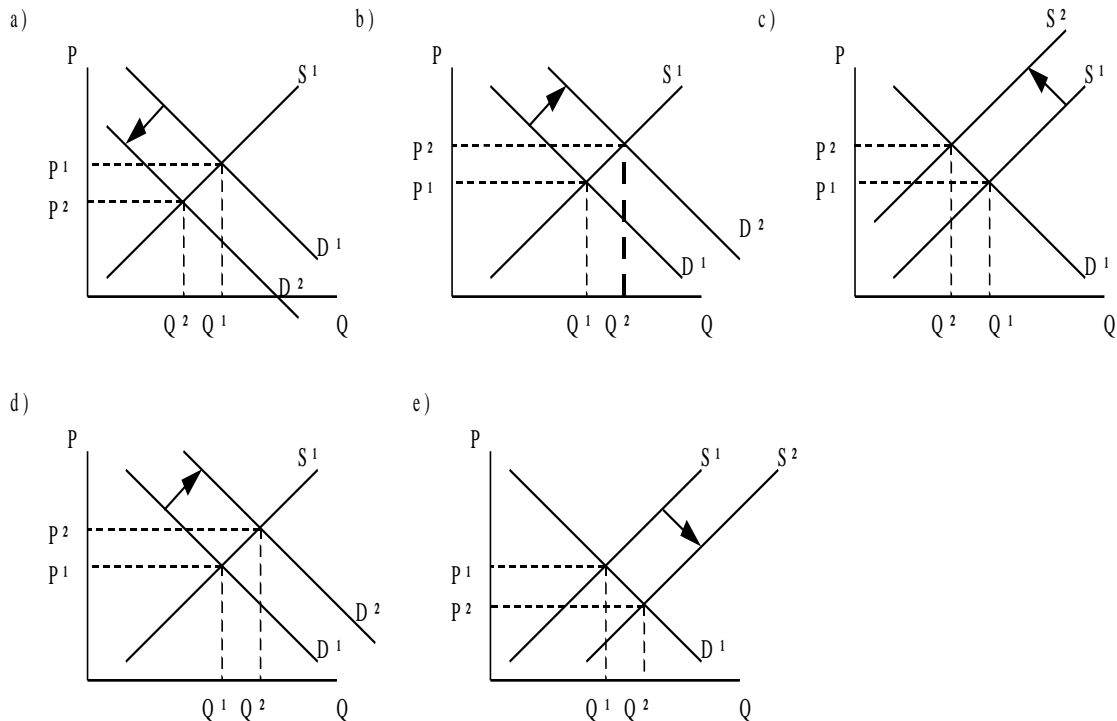 a)
b)
c)
P
S¹
P¹
P²
D¹
D²
Q² Q¹ Q
P
S¹
P²
P¹
D²
D¹
Q¹ Q² Q
S²
P
S¹
P²
P¹
D¹
Q² Q¹ Q
d)
e)
P
S¹
P²
P¹
D²
D¹
Q¹ Q² Q
P
S¹ S²
P¹
P²
D¹
Q¹ Q² Q